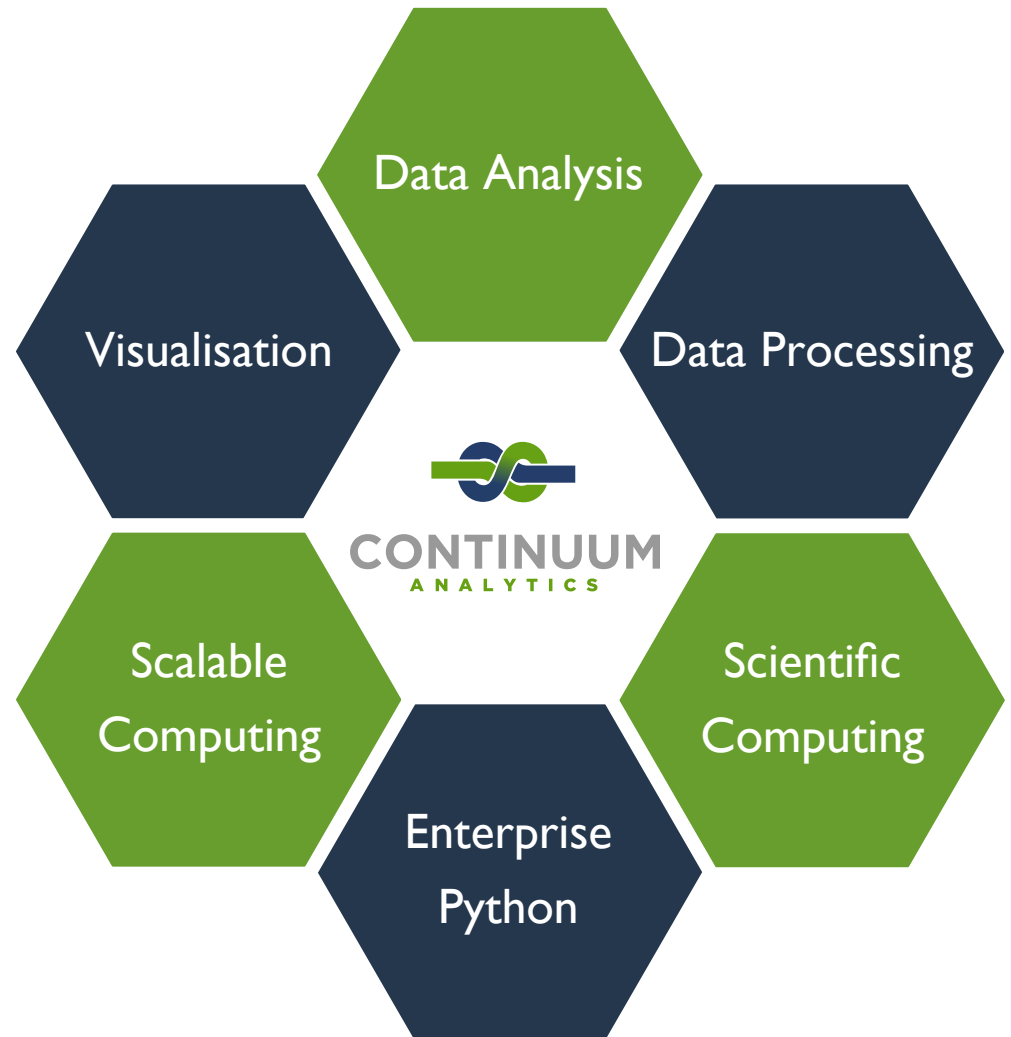 Data Analysis
Visualisation
Data Processing
CONTINUUM
ANALYTICS
Scalable
Computing
Scientific
Computing
Enterprise
Python